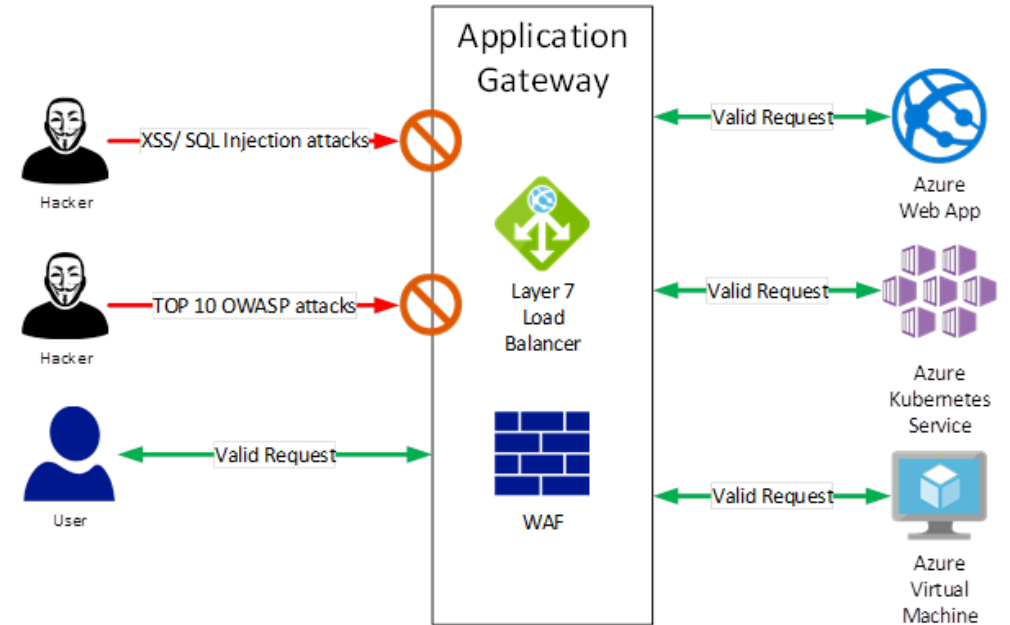 Application
Gateway
XSS/ SQL Injection attacks
Hacker
TOP 10 OWASP attacks
Hacker
Valid Request
User
Layer 7
Load
Balancer
WAF
Valid Request
Azure
Web App
Valid Request
Azure
Kubernetes
Service
Valid Request
Azure
Virtual
Machine